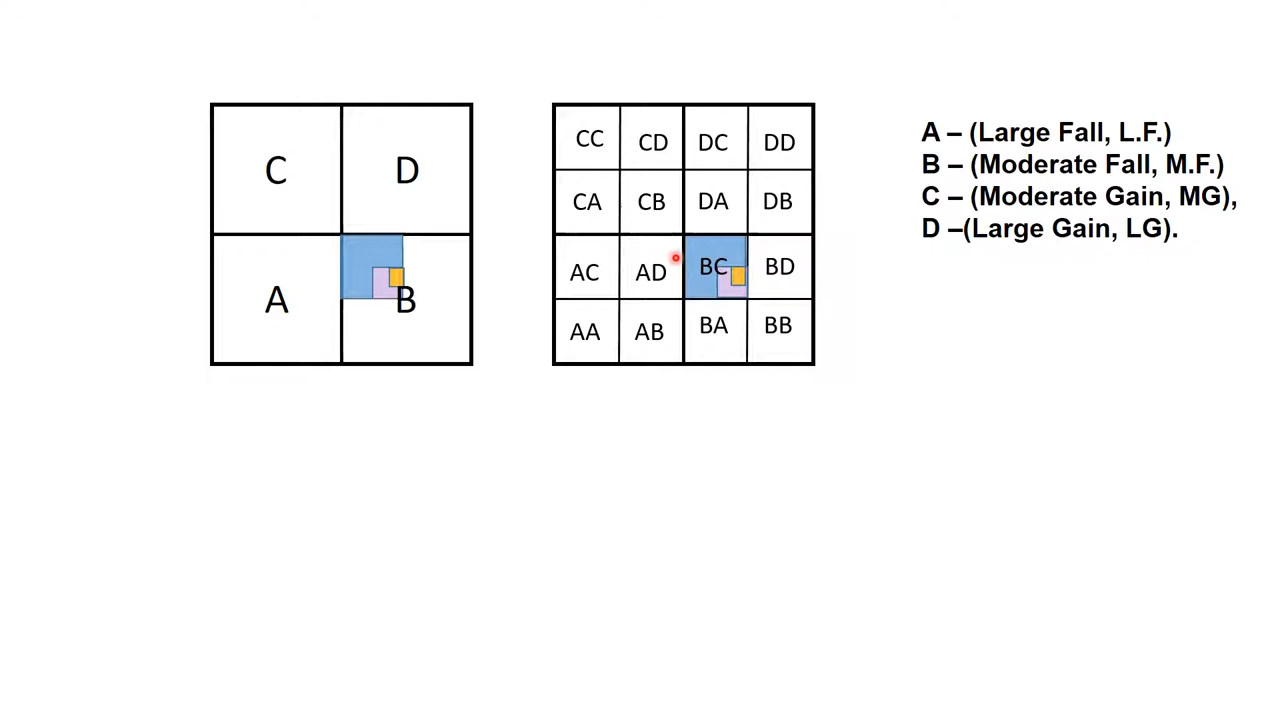 C D
A B
CC CD DC DD
CA CB DA DB
AC AD BC BD
AA AB BA BB
A – (Large Fall, L.F.)
B – (Moderate Fall, M.F.)
C – (Moderate Gain, MG),
D –(Large Gain, LG).